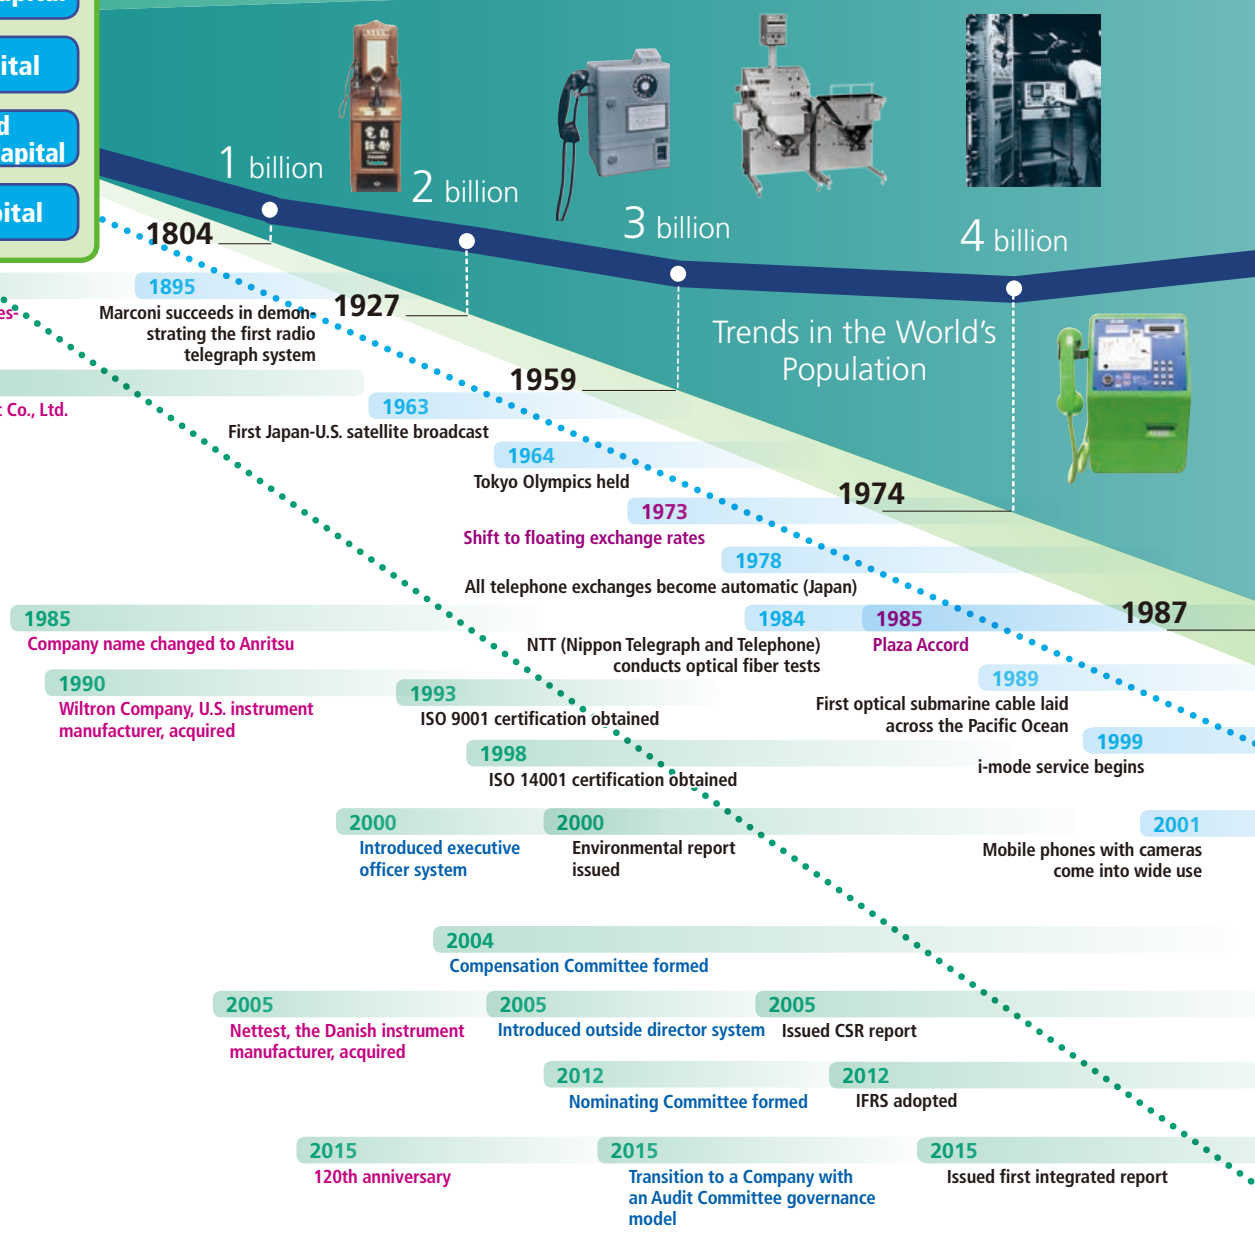 apital
ital
d
apital
ital
1 billion
2 billion
3 billion
4 billion
自働
電話
Trends in the World's
Population
1804
1895
Marconi succeeds in demon-
strating the first radio
telegraph system
es-
1927
1959
Co., Ltd.
1963
First Japan-U.S. satellite broadcast
1964
Tokyo Olympics held
1974
1973
Shift to floating exchange rates
1978
All telephone exchanges become automatic (Japan)
1985
Company name changed to Anritsu
1984
NTT (Nippon Telegraph and Telephone)
conducts optical fiber tests
1985
Plaza Accord
1987
1990
Wiltron Company, U.S. instrument
manufacturer, acquired
1993
ISO 9001 certification obtained
1989
First optical submarine cable laid
across the Pacific Ocean
1998
ISO 14001 certification obtained
1999
i-mode service begins
2000
Introduced executive
officer system
2000
Environmental report
issued
2001
Mobile phones with cameras
come into wide use
2004
Compensation Committee formed
2005
Nettest, the Danish instrument
manufacturer, acquired
2005
Introduced outside director system
2005
Issued CSR report
2012
Nominating Committee formed
2012
IFRS adopted
2015
120th anniversary
2015
Transition to a Company with
an Audit Committee governance
model
2015
Issued first integrated report